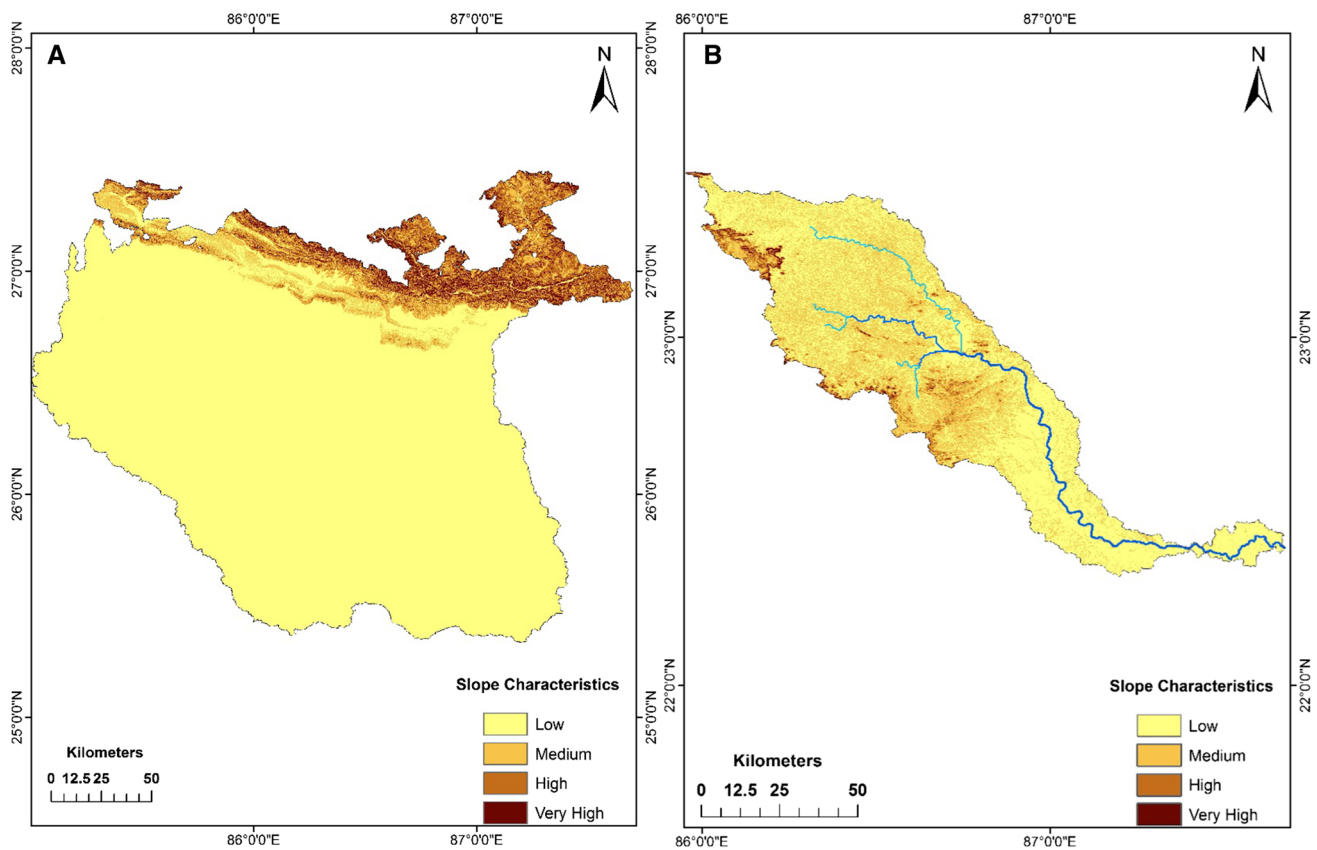 86°0'0"E 87°0'0"E 86°0'0"E 87°0'0"E
A
N
B
N
28°0'0"N
28°0'0"N
27°0'0"N
27°0'0"N
23°0'0"N
23°0'0"N
26°0'0"N
26°0'0"N
25°0'0"N
25°0'0"N
22°0'0"N
22°0'0"N
Slope Characteristics
Low
Medium
High
Very High
Kilometers
0 12.5 25 50
Slope Characteristics
Low
Medium
High
Very High
Kilometers
0 12.5 25 50
86°0'0"E 87°0'0"E 86°0'0"E 87°0'0"E